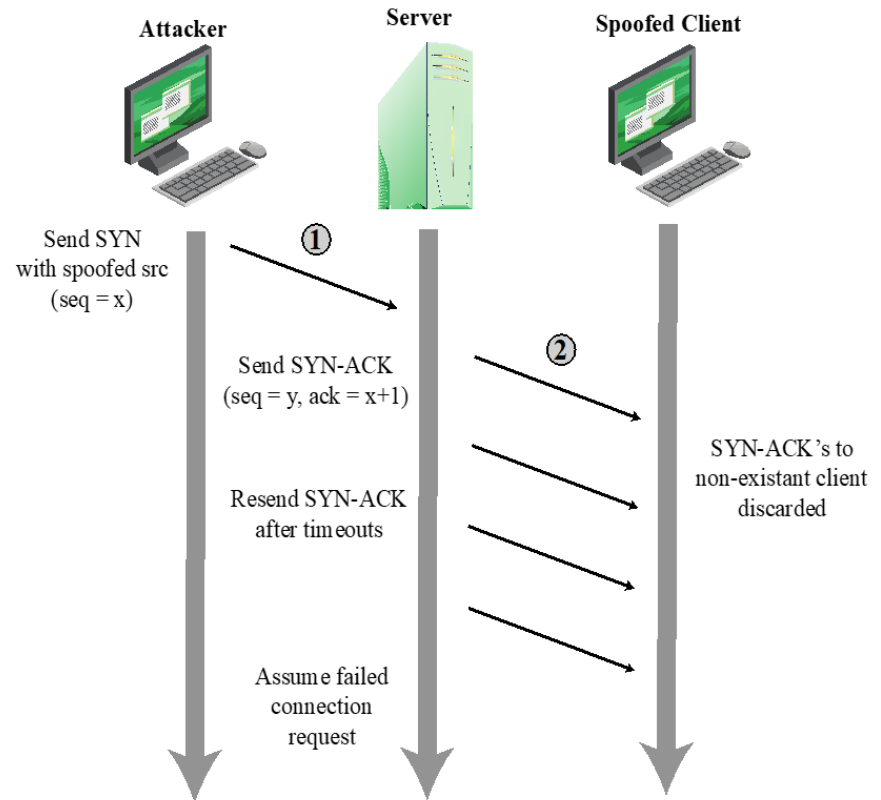 Attacker
Server
Spoofed Client
Send SYN
with spoofed src
(seq = x)
1
Send SYN-ACK
(seq = y, ack = x+1)
2
SYN-ACK's to
non-existant client
discarded
Resend SYN-ACK
after timeouts
Assume failed
connection
request